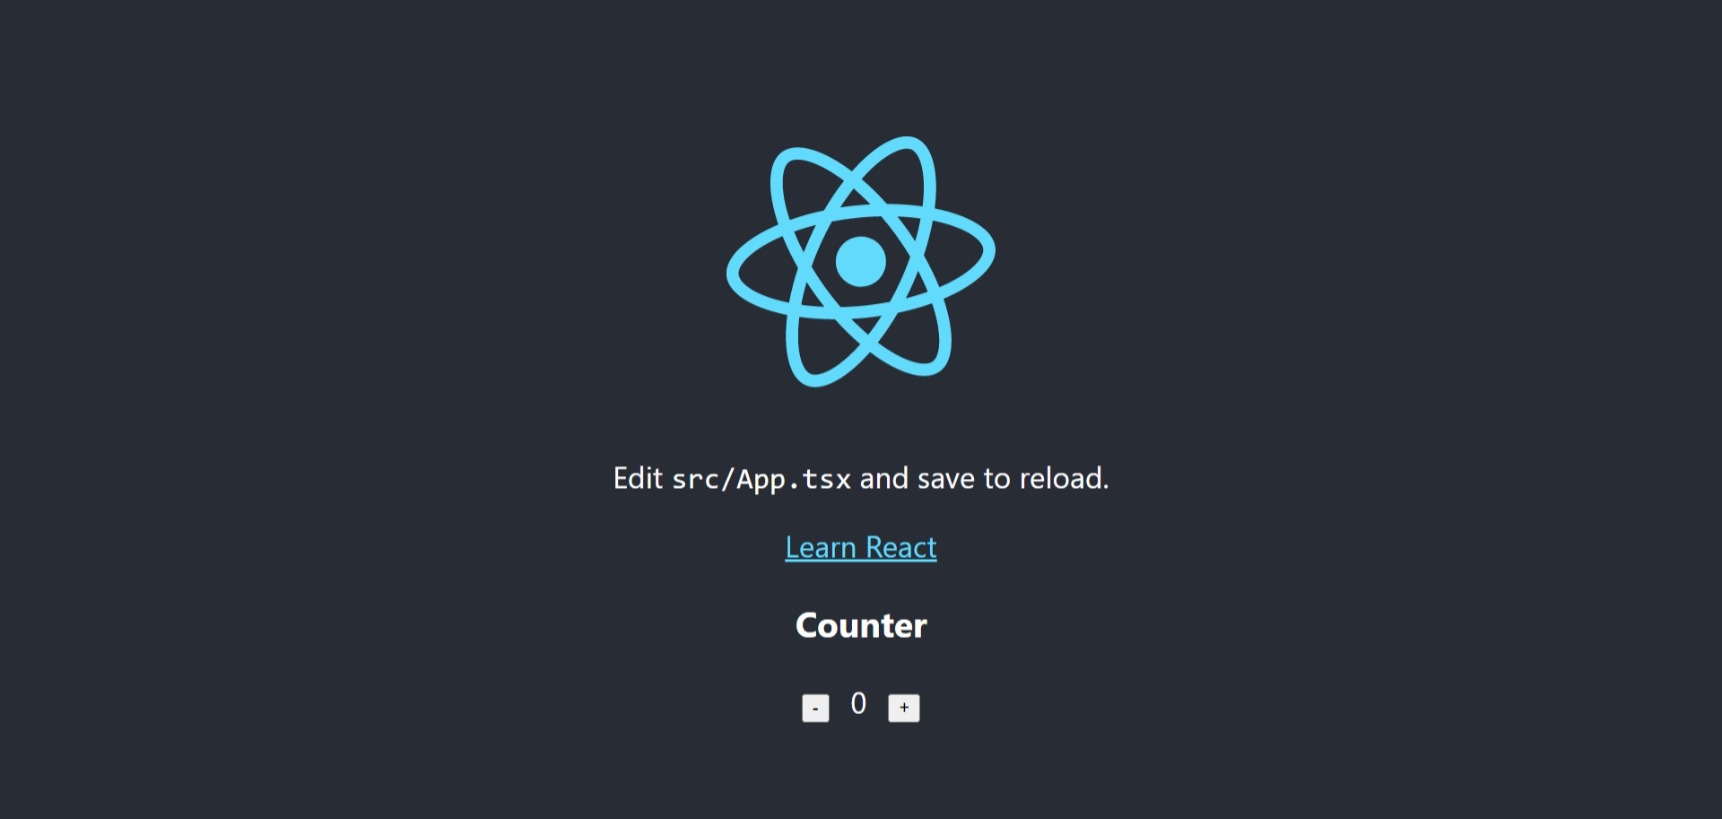 Edit src/App.tsx and save to reload.
Learn React
Counter
- 0 +